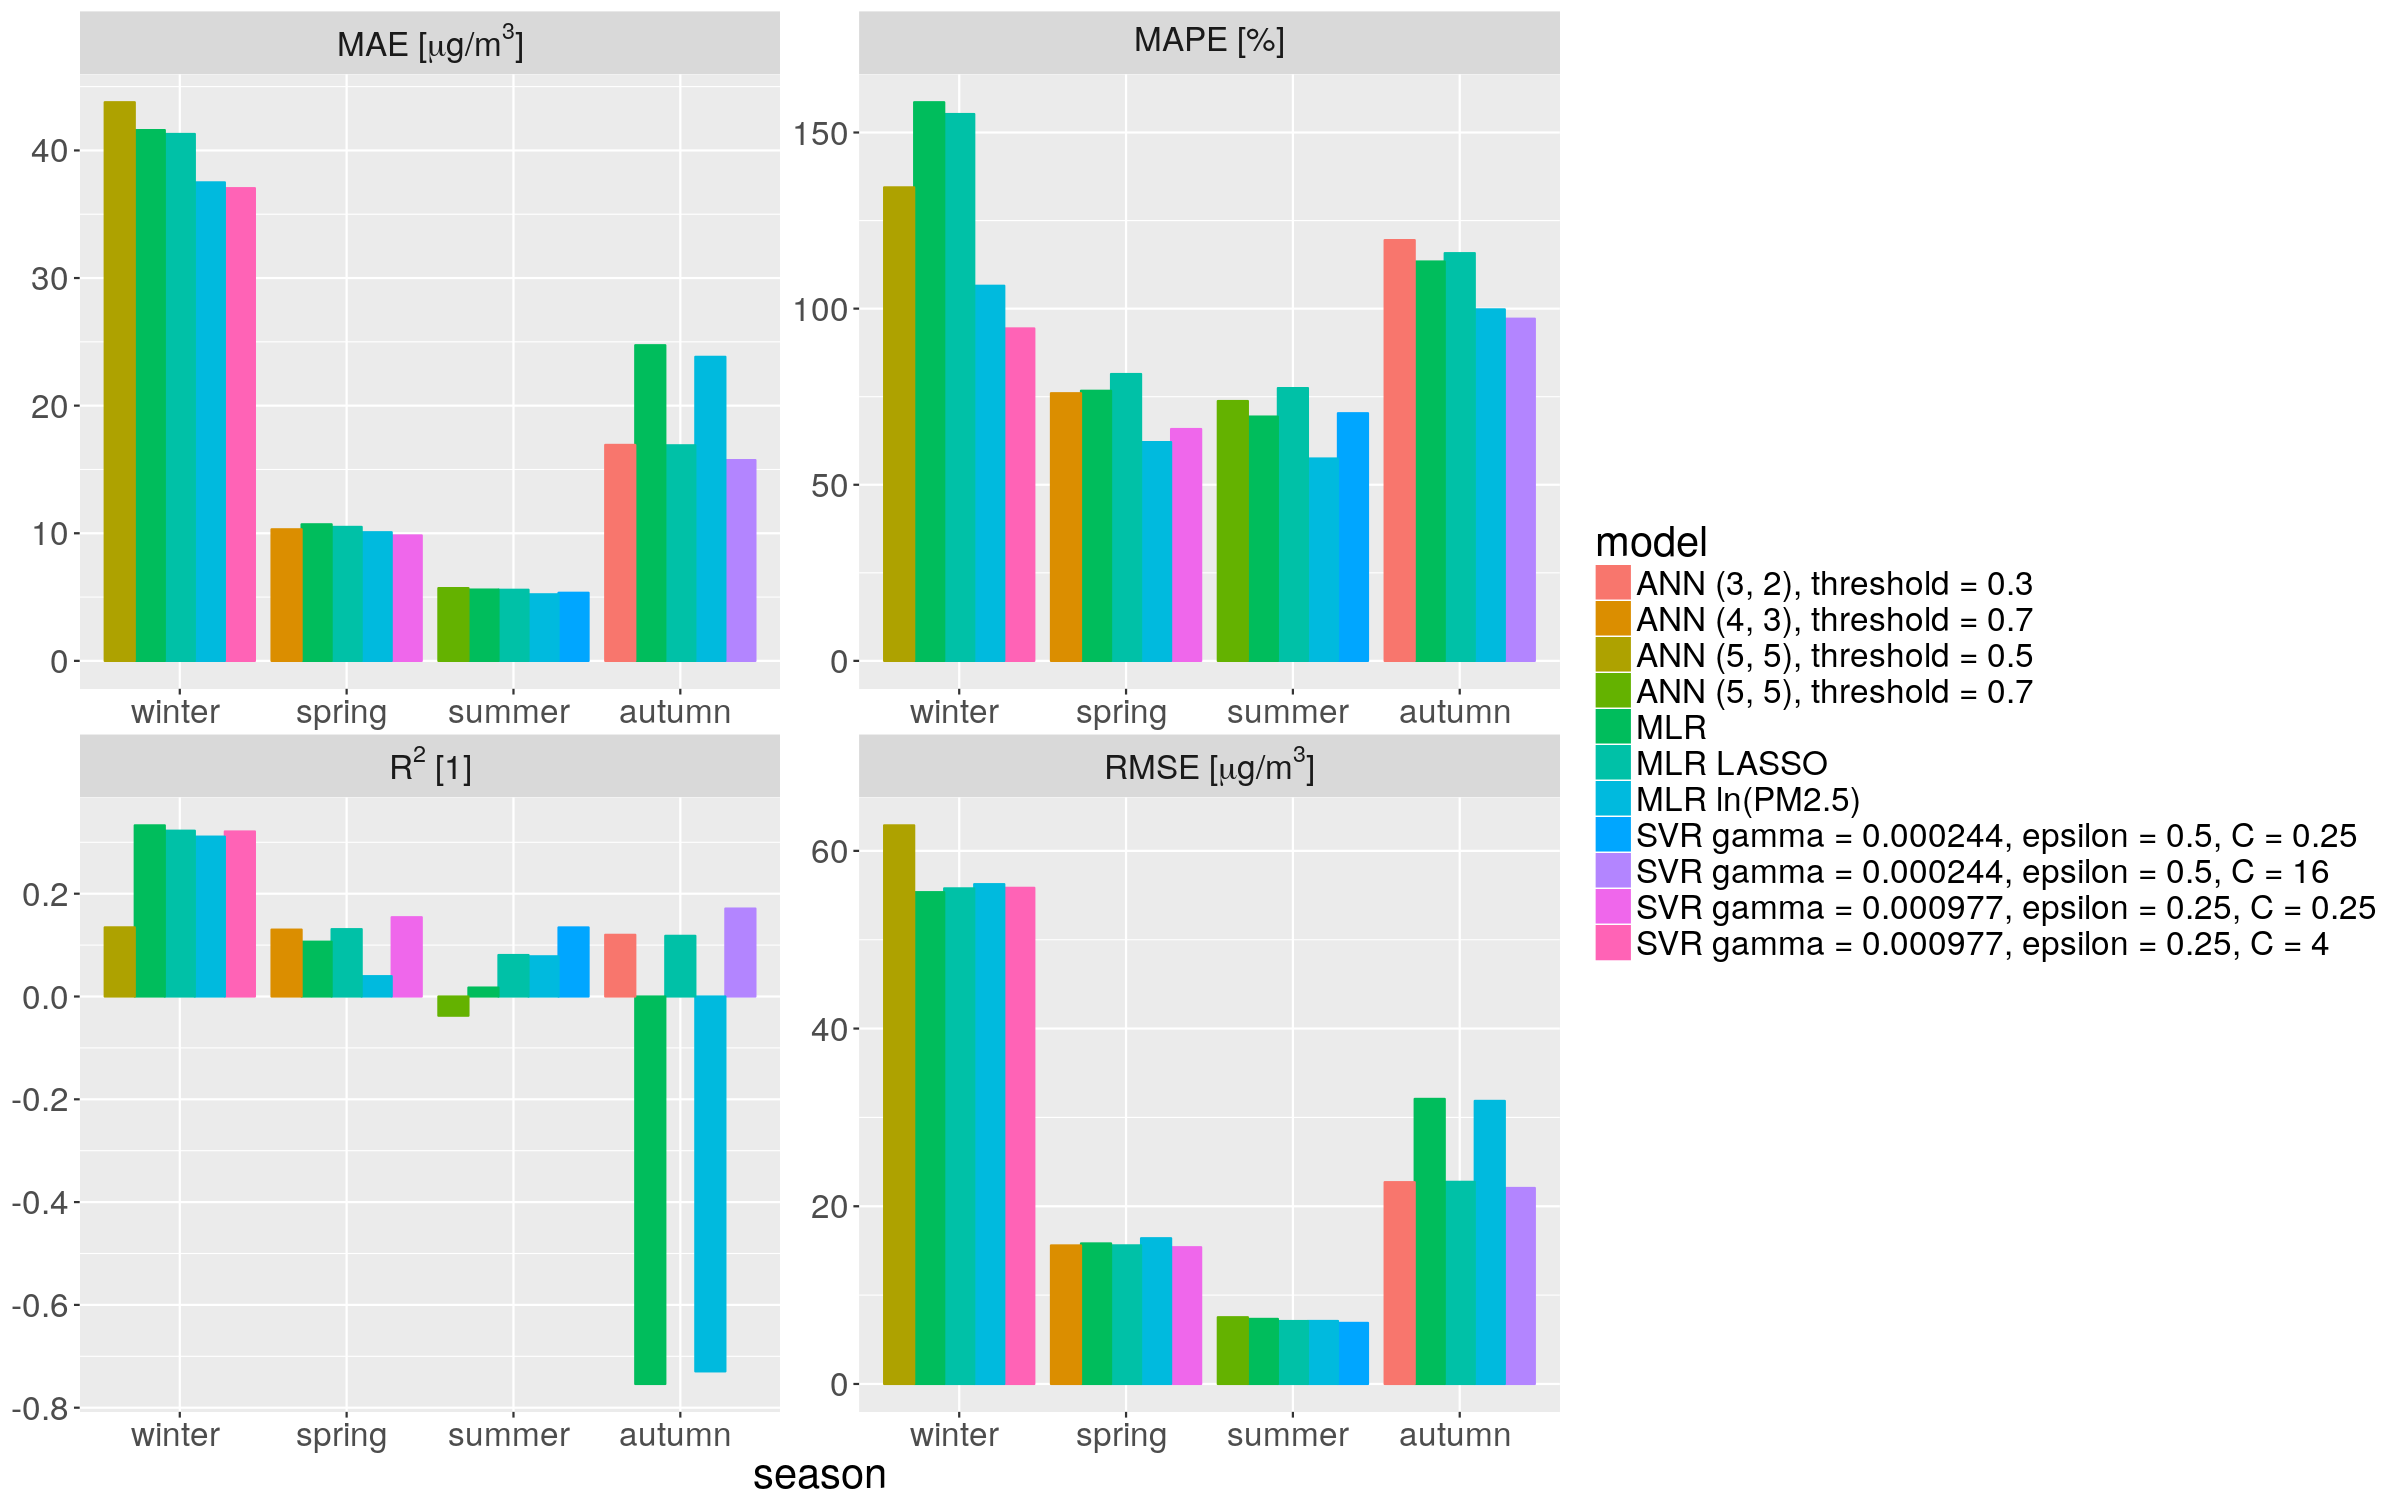 MAE [μg/m³]
40
30
20
10
0
winter spring summer autumn
MAPE [%]
150
100
50
0
winter spring summer autumn
R² [1]
0.2
0.0
-0.2
-0.4
-0.6
-0.8
winter spring summer autumn
RMSE [μg/m³]
60
40
20
0
winter spring summer autumn
season
model
ANN (3, 2), threshold = 0.3
ANN (4, 3), threshold = 0.7
ANN (5, 5), threshold = 0.5
ANN (5, 5), threshold = 0.7
MLR
MLR LASSO
MLR ln(PM2.5)
SVR gamma = 0.000244, epsilon = 0.5, C = 0.25
SVR gamma = 0.000244, epsilon = 0.5, C = 16
SVR gamma = 0.000977, epsilon = 0.25, C = 0.25
SVR gamma = 0.000977, epsilon = 0.25, C = 4